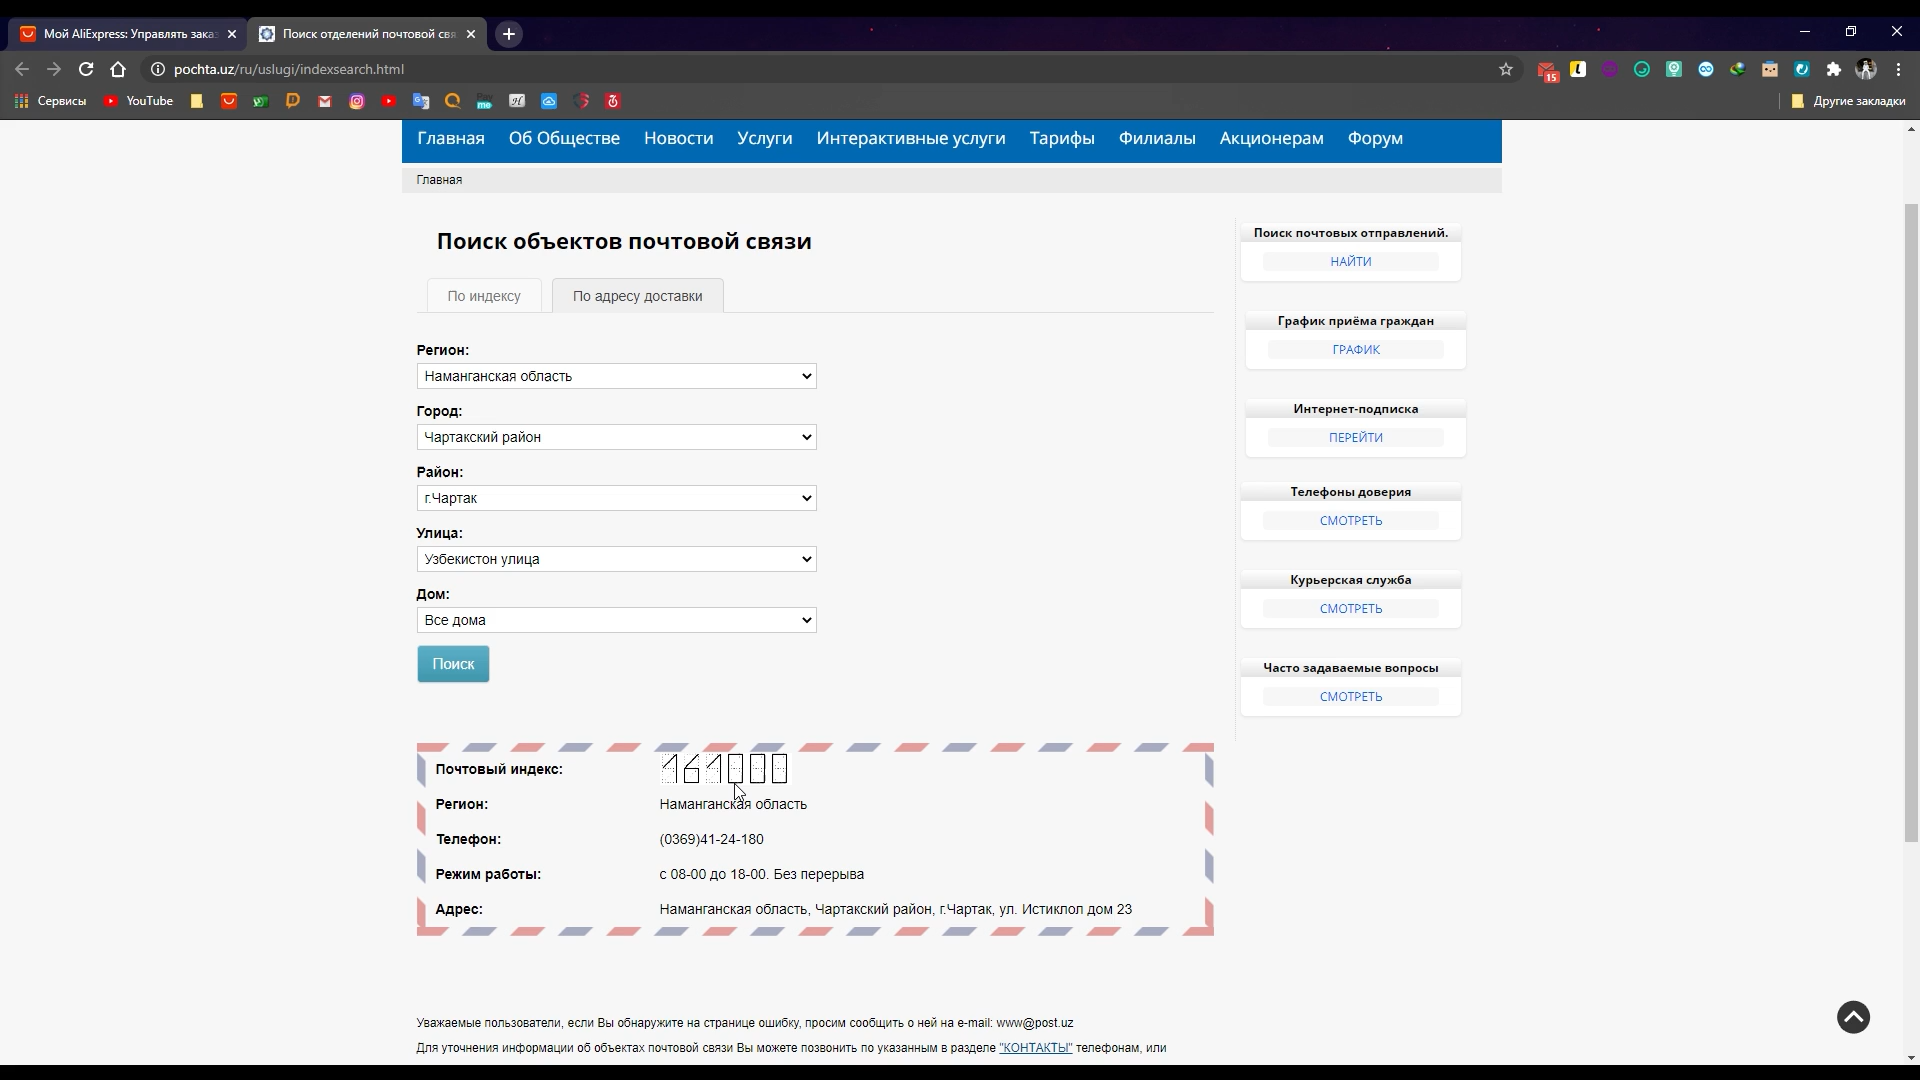 Мой AliExpress: Управлять зака
Поиск отделений почтовой свя
pochta.uz/ru/uslugi/indexsearch.html
15
Сервисы
YouTube
Pay me
Другие закладки
Главная
Об Обществе
Новости
Услуги
Интерактивные услуги
Тарифы
Филиалы
Акционерам
Форум
Главная
Поиск объектов почтовой связи
По индексу
По адресу доставки
Регион:
Наманганская область
Город:
Чартакский район
Район:
г.Чартак
Улица:
Узбекистон улица
Дом:
Все дома
Поиск
Почтовый индекс:
161000
Регион:
Наманганская область
Телефон:
(0369)41-24-180
Режим работы:
с 08-00 до 18-00. Без перерыва
Адрес:
Наманганская область, Чартакский район, г.Чартак, ул. Истиклол дом 23
Поиск почтовых отправлений.
НАЙТИ
График приёма граждан
ГРАФИК
Интернет-подписка
ПЕРЕЙТИ
Телефоны доверия
СМОТРЕТЬ
Курьерская служба
СМОТРЕТЬ
Часто задаваемые вопросы
СМОТРЕТЬ
Уважаемые пользователи, если Вы обнаружите на странице ошибку, просим сообщить о ней на e-mail: www@post.uz
Для уточнения информации об объектах почтовой связи Вы можете позвонить по указанным в разделе "КОНТАКТЫ" телефонам, или